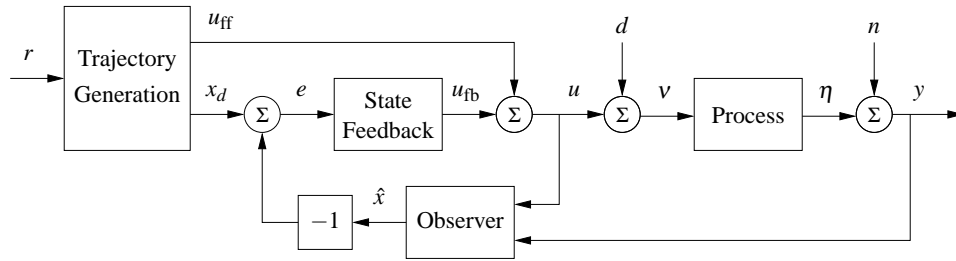 u_ff
d
n
r
Trajectory
Generation
x_d
Σ
e
State
Feedback
u_fb
Σ
u
Σ
ν
Process
η
Σ
y
−1
x̂
Observer